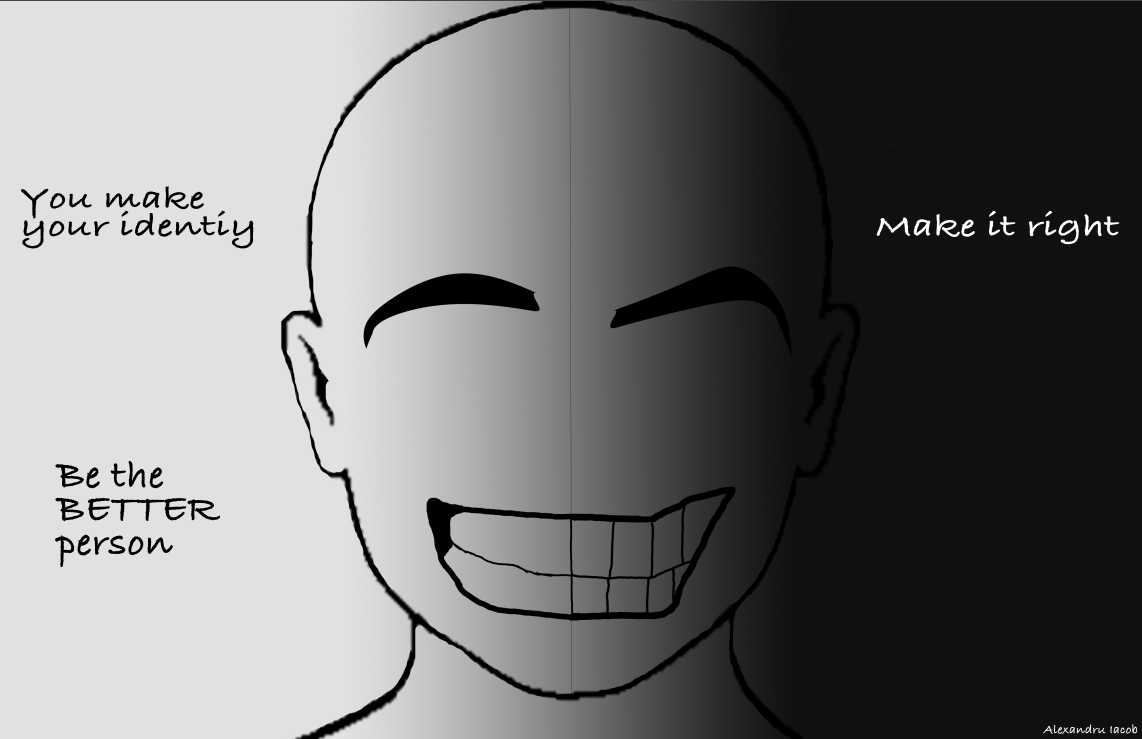 You make
your identiy
Make it right
Be the
BETTER
person
Alexandru Iacob